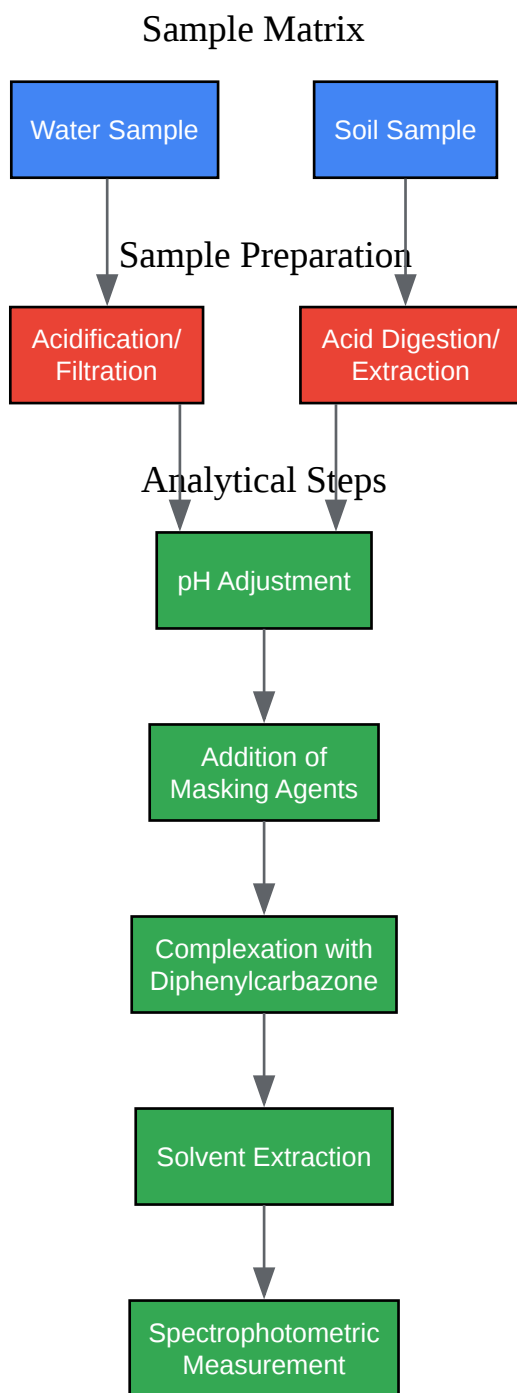 Sample Matrix
Water Sample
Soil Sample
Sample Preparation
Acidification/
Filtration
Acid Digestion/
Extraction
Analytical Steps
pH Adjustment
Addition of
Masking Agents
Complexation with
Diphenylcarbazone
Solvent Extraction
Spectrophotometric
Measurement